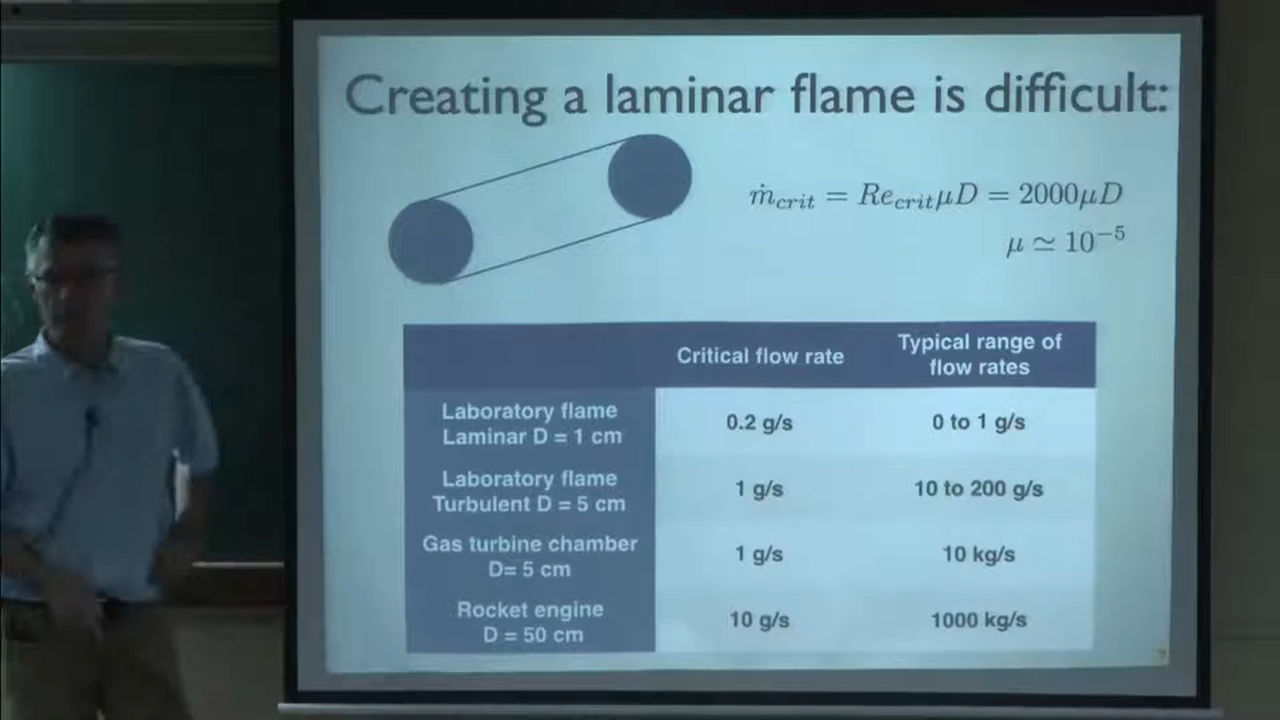 Creating a laminar flame is difficult:
ṁ_crit = Re_crit μD = 2000μD
μ ≃ 10⁻⁵
Critical flow rate
Typical range of
flow rates
Laboratory flame
Laminar D = 1 cm
0.2 g/s
0 to 1 g/s
Laboratory flame
Turbulent D = 5 cm
1 g/s
10 to 200 g/s
Gas turbine chamber
D= 5 cm
1 g/s
10 kg/s
Rocket engine
D = 50 cm
10 g/s
1000 kg/s